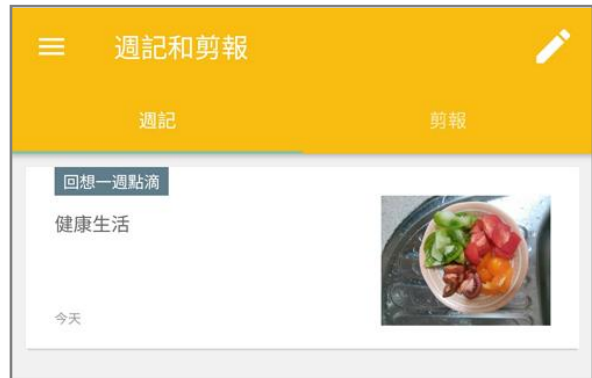 週記和剪報
週記
剪報
回想一週點滴
健康生活
今天